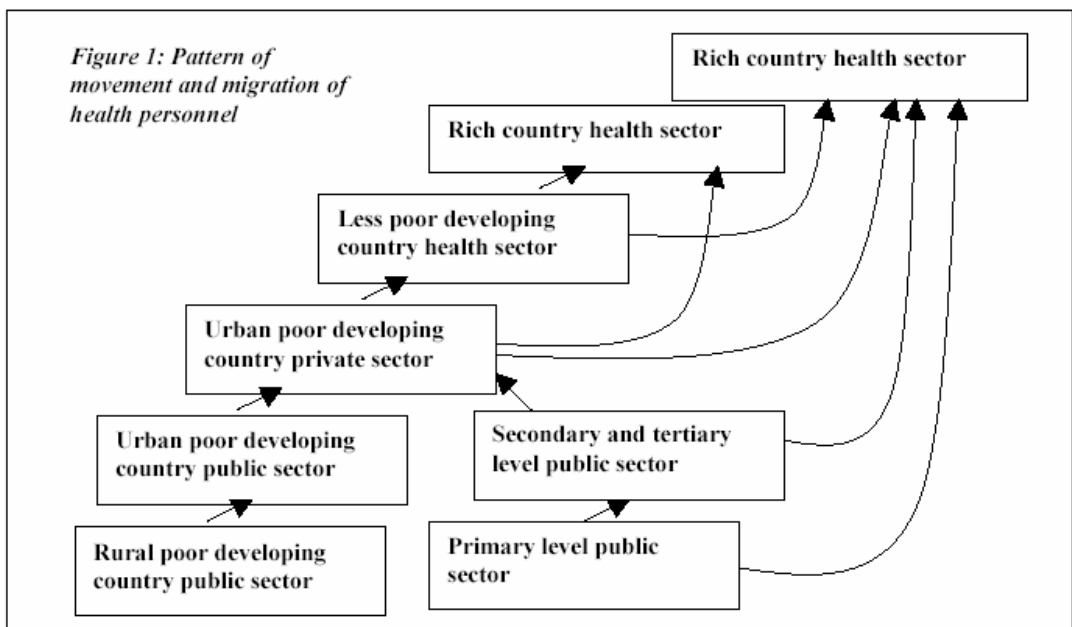 Figure 1: Pattern of
movement and migration of
health personnel
Rich country health sector
Rich country health sector
Less poor developing
country health sector
Urban poor developing
country private sector
Urban poor developing
country public sector
Secondary and tertiary
level public sector
Rural poor developing
country public sector
Primary level public
sector